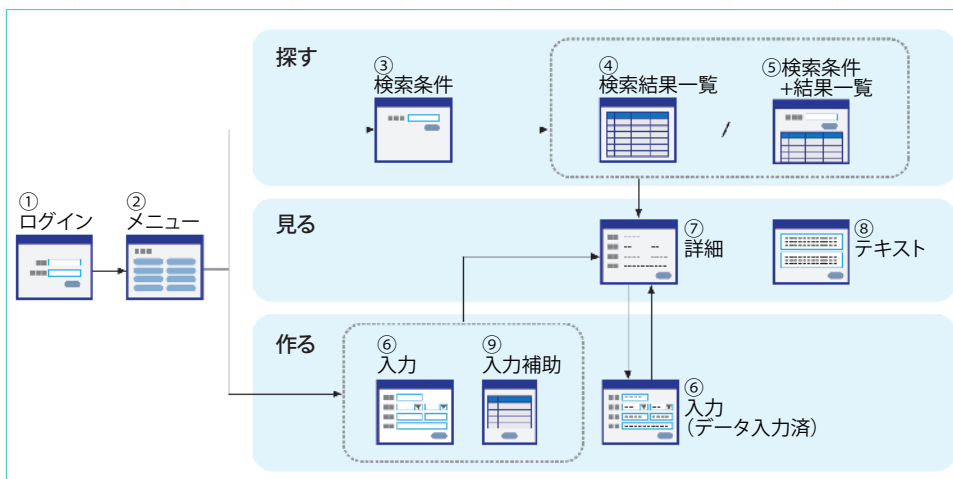 探す
③
検索条件
④
検索結果一覧
⑤検索条件
+結果一覧
①
ログイン
②
メニュー
見る
⑦
詳細
⑧
テキスト
作る
⑥
入力
⑨
入力補助
⑥
入力
(データ入力済)